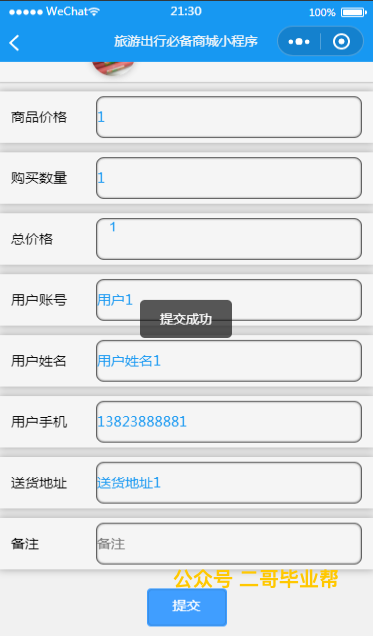 WeChat
21:30
100%
旅游出行必备商城小程序
商品价格
1
购买数量
1
总价格
1
用户账号
用户1
提交成功
用户姓名
用户姓名1
用户手机
13823888881
送货地址
送货地址1
备注
备注
公众号 二哥毕业帮
提交